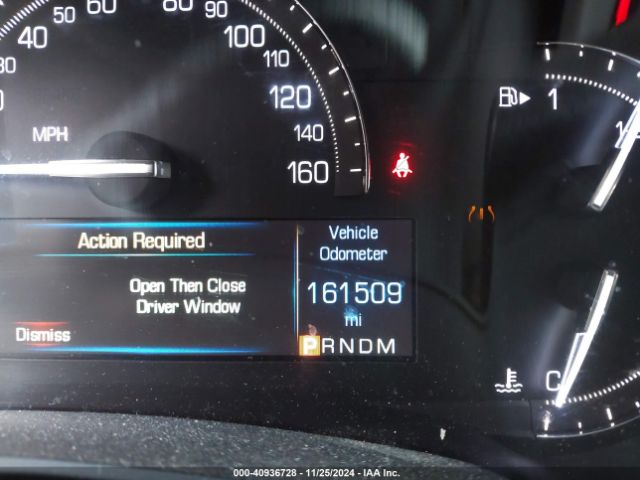 50 60 80 90
40 100
30 110
120
MPH 140
160
1
Action Required
Vehicle
Odometer
Open Then Close
Driver Window
161509
mi
Dismiss
PRNDM
C
000-40936728 - 11/25/2024 - IAA Inc.